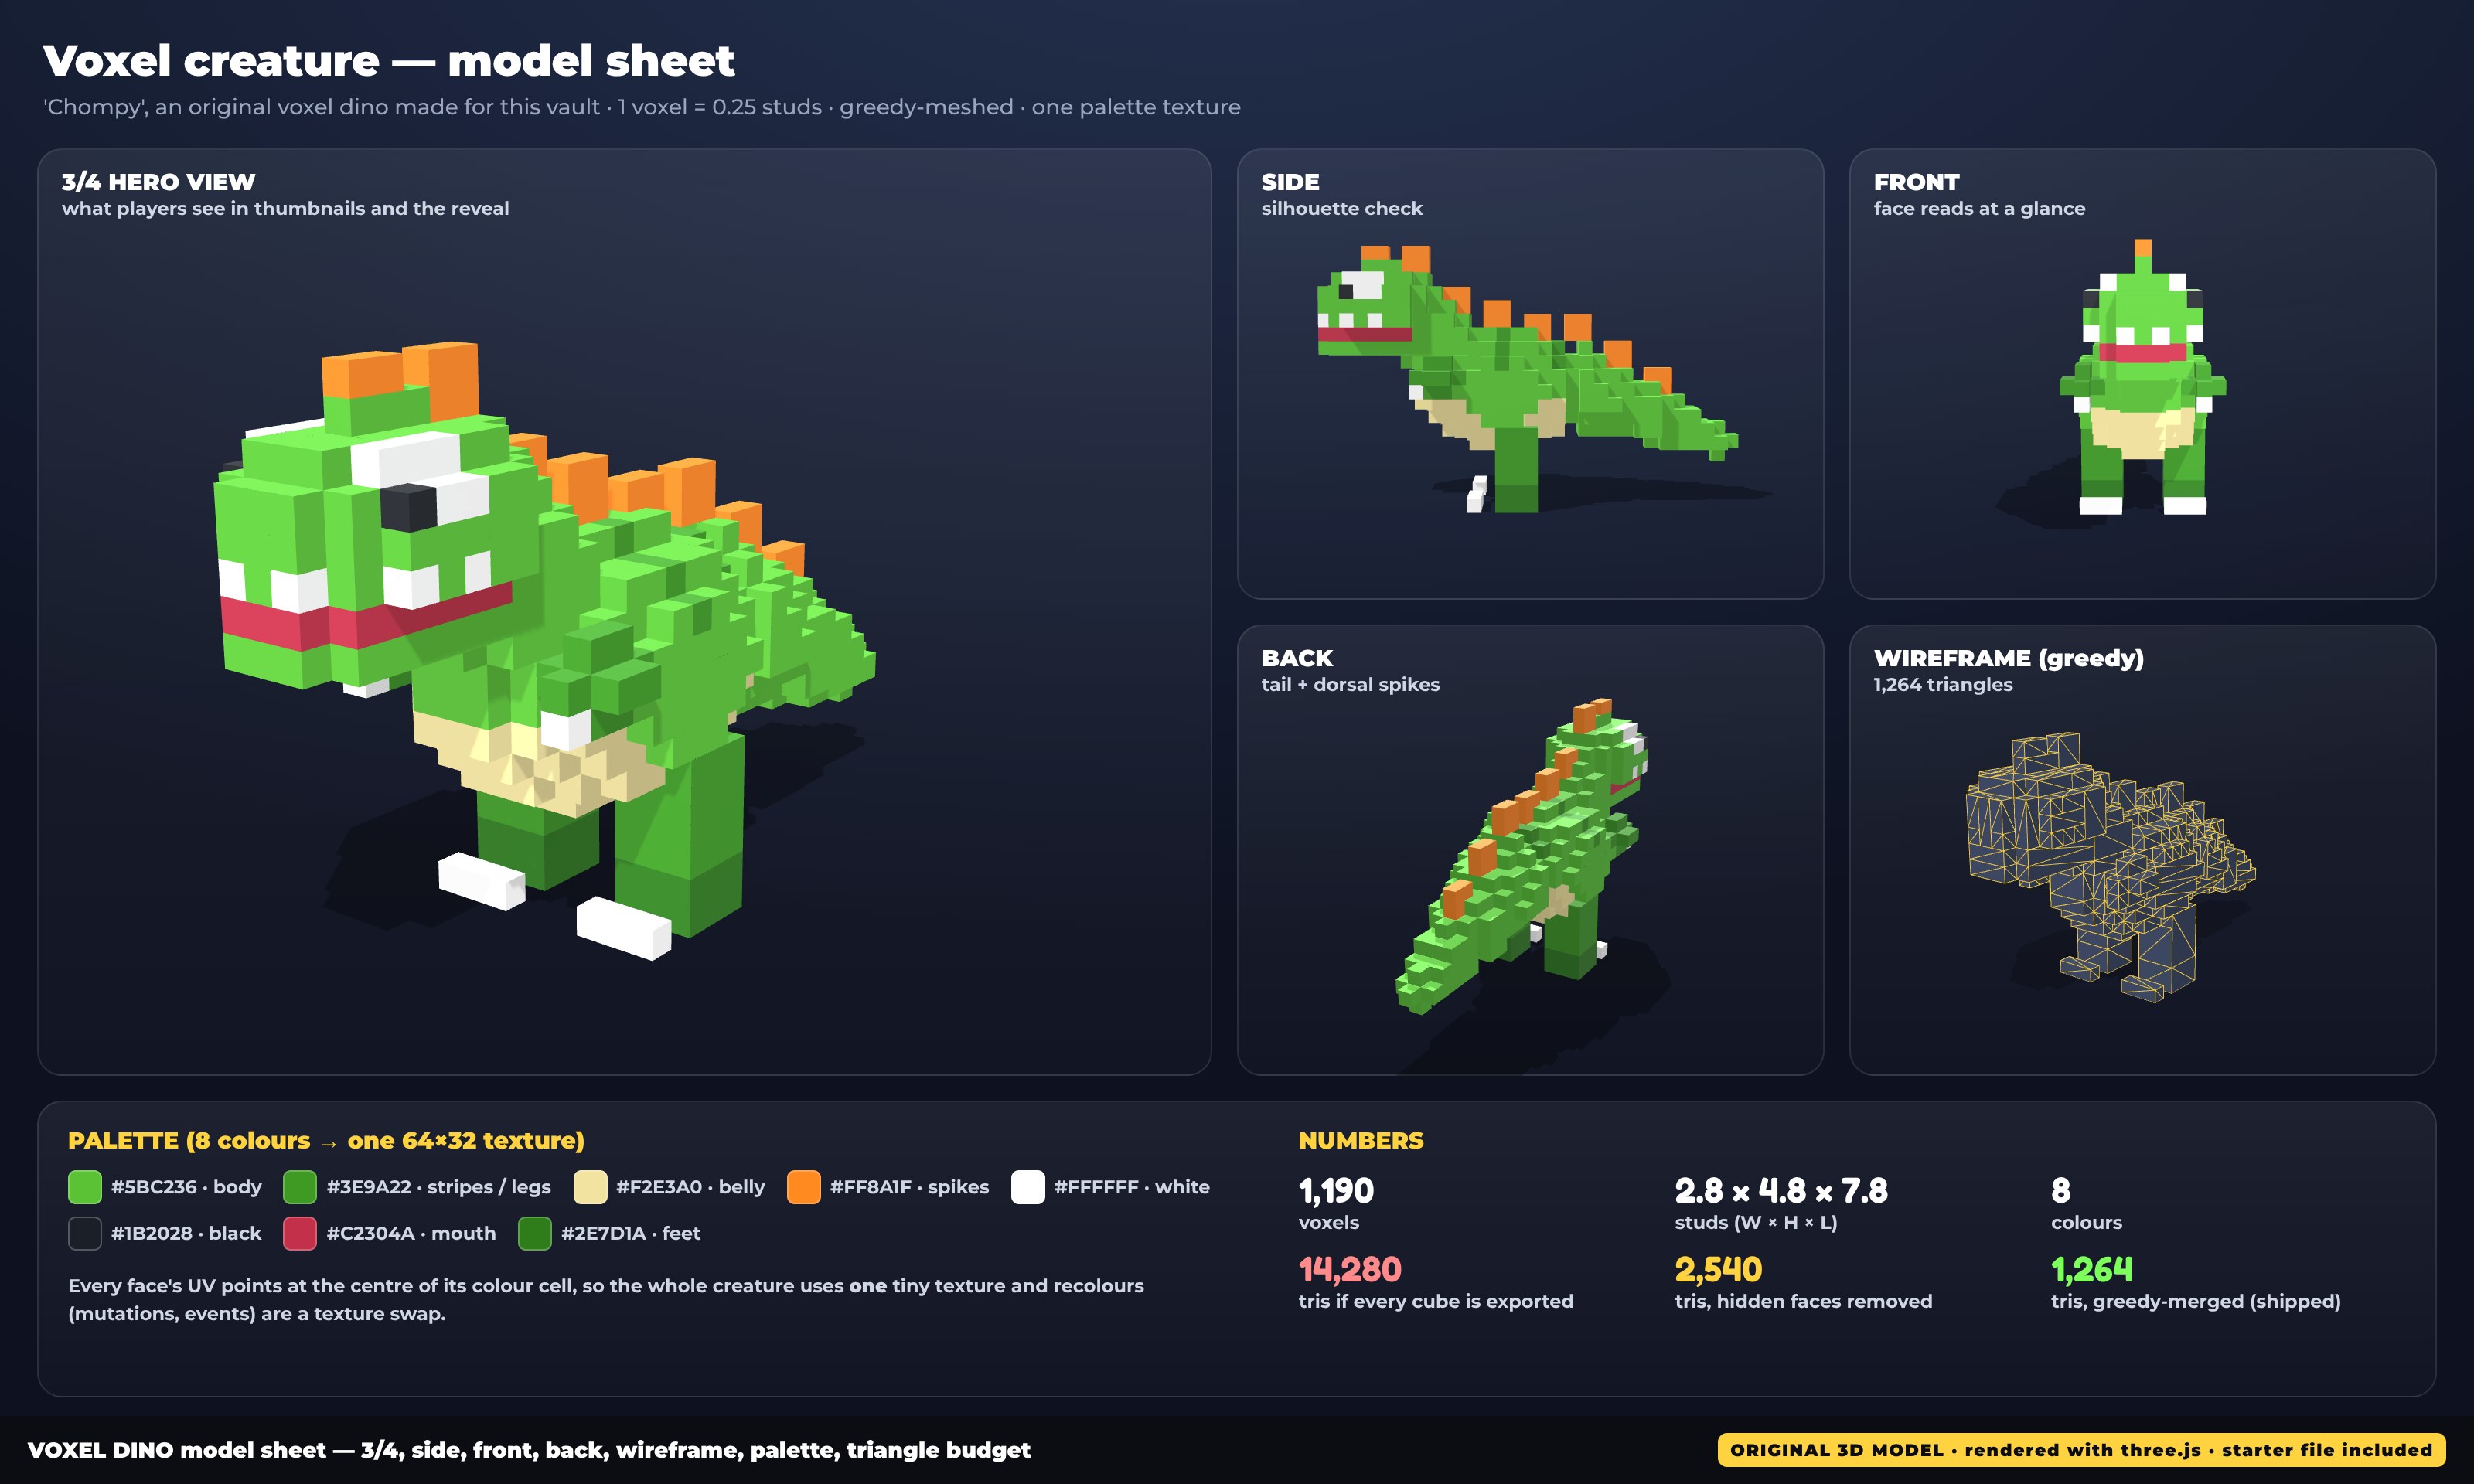 Voxel creature — model sheet
'Chompy', an original voxel dino made for this vault · 1 voxel = 0.25 studs · greedy-meshed · one palette texture
3/4 HERO VIEW
what players see in thumbnails and the reveal
SIDE
silhouette check
FRONT
face reads at a glance
BACK
tail + dorsal spikes
WIREFRAME (greedy)
1,264 triangles
PALETTE (8 colours → one 64×32 texture)
#5BC236 · body
#3E9A22 · stripes / legs
#F2E3A0 · belly
#FF8A1F · spikes
#FFFFFF · white
#1B2028 · black
#C2304A · mouth
#2E7D1A · feet
Every face's UV points at the centre of its colour cell, so the whole creature uses one tiny texture and recolours
(mutations, events) are a texture swap.
NUMBERS
1,190
voxels
2.8 × 4.8 × 7.8
studs (W × H × L)
8
colours
14,280
tris if every cube is exported
2,540
tris, hidden faces removed
1,264
tris, greedy-merged (shipped)
VOXEL DINO model sheet — 3/4, side, front, back, wireframe, palette, triangle budget
ORIGINAL 3D MODEL · rendered with three.js · starter file included